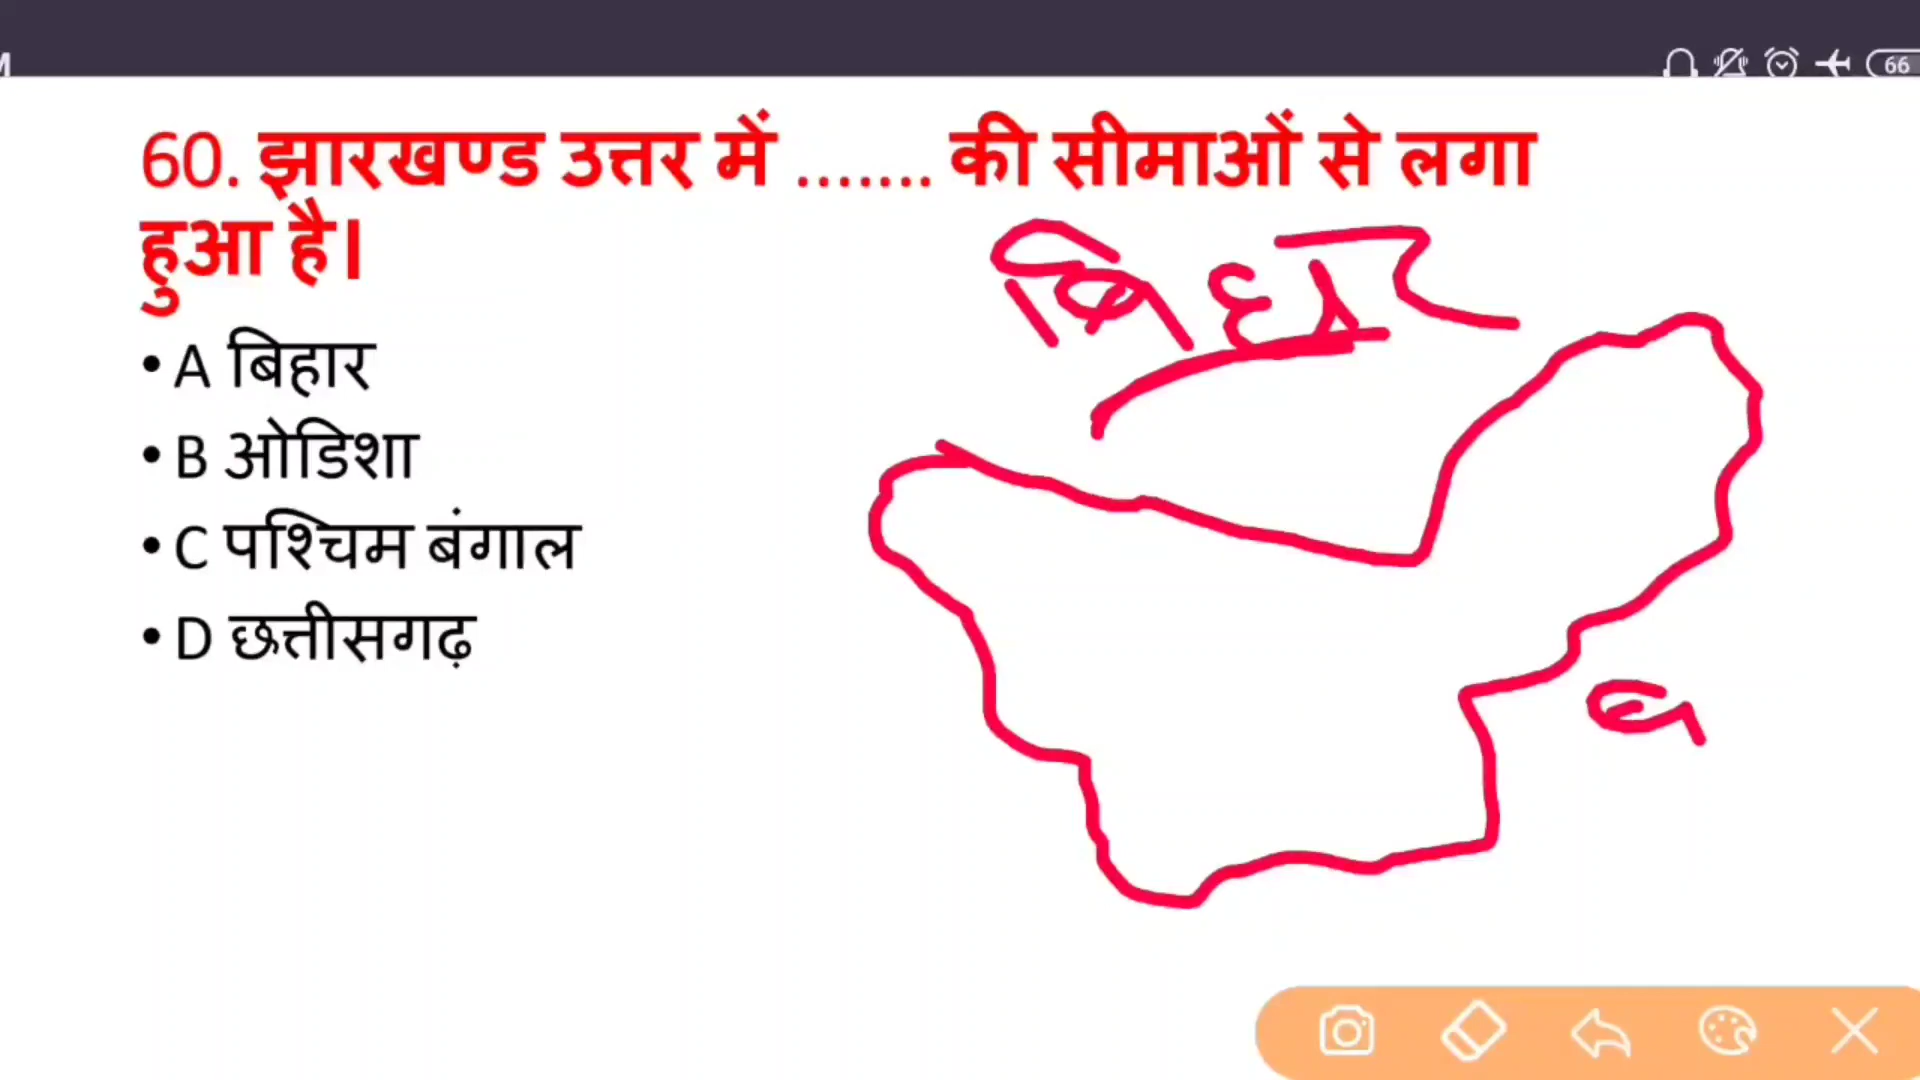 66
60. झारखण्ड उत्तर में ....... की सीमाओं से लगा
हुआ है।
बिहार
• A बिहार
• B ओडिशा
• C पश्चिम बंगाल
• D छत्तीसगढ़